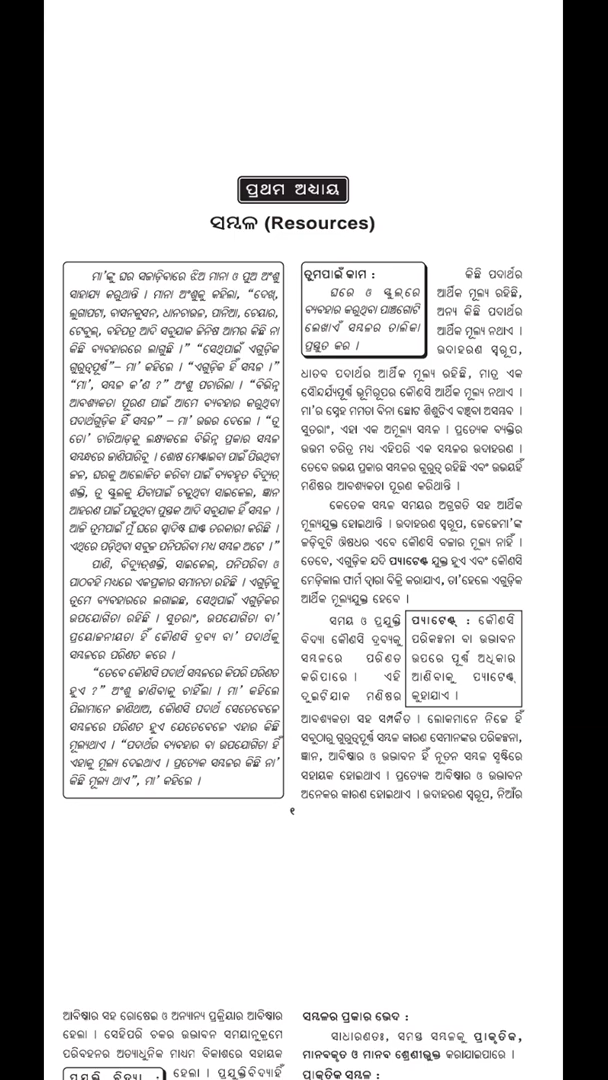 ପ୍ରଥମ ଅଧ୍ୟାୟ
ସମ୍ବଳ (Resources)
ମା'ଙ୍କୁ ଘର ସଜାଡ଼ିବାରେ ଝିଅ ମାନା ଓ ପୁଅ ଅଂଶୁ
ସାହାଯ୍ୟ କରୁଥାନ୍ତି । ମାନା ଅଂଶୁକୁ କହିଲା, “ଦେଖ୍,
ଲୁଗାପଟା, ବାସନକୁସନ, ଧାନଚାଉଳ, ପାନିଆ, ଚେୟାର,
ଟେବୁଲ୍, ବହିପତ୍ର ଆଦି ସବୁଯାକ ଜିନିଷ ଆମର କିଛି ନା
କିଛି ବ୍ୟବହାରରେ ଲାଗୁଛି ।” “ସେଥିପାଇଁ ଏଗୁଡ଼ିକ
ଗୁରୁତ୍ୱପୂର୍ଣ୍ଣ”– ମା' କହିଲେ । “ଏଗୁଡ଼ିକ ହିଁ ସମ୍ବଳ ।”
“ମା', ସମ୍ବଳ କ'ଣ ?” ଅଂଶୁ ପଚାରିଲା । “ବିଭିନ୍ନ
ଆବଶ୍ୟକତା ପୂରଣ ପାଇଁ ଆମେ ବ୍ୟବହାର କରୁଥିବା
ପଦାର୍ଥଗୁଡ଼ିକ ହିଁ ସମ୍ବଳ” – ମା' ଉତ୍ତର ଦେଲେ । “ତୁ
ତୋ' ଚାରିଆଡ଼କୁ ଲକ୍ଷ୍ୟକଲେ ବିଭିନ୍ନ ପ୍ରକାର ସମ୍ବଳ
ସମ୍ପର୍କରେ ଜାଣିପାରିବୁ । ଶୋଷ ମେଣ୍ଟାଇବା ପାଇଁ ପିଉଥିବା
ଜଳ, ଘରକୁ ଆଲୋକିତ କରିବା ପାଇଁ ବ୍ୟବହୃତ ବିଦ୍ୟୁତ୍
ଶକ୍ତି, ତୁ ସ୍କୁଲକୁ ଯିବାପାଇଁ ଚଢ଼ୁଥିବା ସାଇକେଲ, ଜ୍ଞାନ
ଆହରଣ ପାଇଁ ପଢ଼ୁଥିବା ପୁସ୍ତକ ଆଦି ସବୁଯାକ ହିଁ ସମ୍ବଳ ।
ଆଜି ତୁମପାଇଁ ମୁଁ ଘରେ ସ୍ୱାଦିଷ୍ଟ ଘାଣ୍ଟ ତରକାରୀ କରିଛି ।
ଏଥିରେ ପଡ଼ିଥିବା ସବୁଜ ପନିପରିବା ମଧ୍ୟ ସମ୍ବଳ ଅଟେ ।”
ପାଣି, ବିଦ୍ୟୁତ୍‌ଶକ୍ତି, ସାଇକେଲ୍, ପନିପରିବା ଓ
ପାଠବହି ମଧ୍ୟରେ ଏକପ୍ରକାର ସମାନତା ରହିଛି । ଏଗୁଡ଼ିକୁ
ତୁମେ ବ୍ୟବହାରରେ ଲଗାଉଛ, ସେଥିପାଇଁ ଏଗୁଡ଼ିକର
ଉପଯୋଗିତା ରହିଛି । ସୁତରାଂ, ଉପଯୋଗିତା ବା'
ପ୍ରୟୋଜନୀୟତା ହିଁ କୌଣସି ଦ୍ରବ୍ୟ ବା' ପଦାର୍ଥକୁ
ସମ୍ବଳରେ ପରିଣତ କରେ ।
“ତେବେ କୌଣସି ପଦାର୍ଥ ସମ୍ବଳରେ କିପରି ପରିଣତ
ହୁଏ ?” ଅଂଶୁ ଜାଣିବାକୁ ଚାହିଁଲା । ମା' କହିଲେ
ପିଲାମାନେ ଜାଣିଥାଅ, କୌଣସି ପଦାର୍ଥ ସେତେବେଳେ
ସମ୍ବଳରେ ପରିଣତ ହୁଏ ଯେତେବେଳେ ଏହାର କିଛି
ମୂଲ୍ୟଥାଏ । “ପଦାର୍ଥର ବ୍ୟବହାର ବା ଉପଯୋଗିତା ହିଁ
ଏହାକୁ ମୂଲ୍ୟ ଦେଇଥାଏ । ପ୍ରତ୍ୟେକ ସମ୍ବଳର କିଛି ନା'
କିଛି ମୂଲ୍ୟ ଥାଏ”, ମା' କହିଲେ ।
ତୁମପାଇଁ କାମ :
ଘରେ ଓ ସ୍କୁଲ୍‌ରେ
ବ୍ୟବହାର କରୁଥିବା ପାଞ୍ଚଗୋଟି
ଲେଖାଏଁ ସମ୍ବଳର ତାଲିକା
ପ୍ରସ୍ତୁତ କର ।
କିଛି ପଦାର୍ଥର
ଆର୍ଥିକ ମୂଲ୍ୟ ରହିଛି,
ଅନ୍ୟ କିଛି ପଦାର୍ଥର
ଆର୍ଥିକ ମୂଲ୍ୟ ନଥାଏ ।
ଉଦାହରଣ ସ୍ୱରୂପ,
ଧାତବ ପଦାର୍ଥର ଆର୍ଥିକ ମୂଲ୍ୟ ରହିଛି, ମାତ୍ର ଏକ
ସୌନ୍ଦର୍ଯ୍ୟପୂର୍ଣ୍ଣ ଭୂମିରୂପର କୌଣସି ଆର୍ଥିକ ମୂଲ୍ୟ ନଥାଏ ।
ମା'ର ସ୍ନେହ ମମତା ବିନା ଛୋଟ ଶିଶୁଟିଏ ବଞ୍ଚିବା ଅସମ୍ଭବ ।
ସୁତରାଂ, ଏହା ଏକ ଅମୂଲ୍ୟ ସମ୍ବଳ । ପ୍ରତ୍ୟେକ ବ୍ୟକ୍ତିର
ଉତ୍ତମ ଚରିତ୍ର ମଧ୍ୟ ଏହିପରି ଏକ ସମ୍ବଳର ଉଦାହରଣ ।
ତେବେ ଉଭୟ ପ୍ରକାର ସମ୍ବଳର ଗୁରୁତ୍ୱ ରହିଛି ଏବଂ ଉଭୟହିଁ
ମଣିଷର ଆବଶ୍ୟକତା ପୂରଣ କରିଥାନ୍ତି ।
କେତେକ ସମ୍ବଳ ସମୟର ଅଗ୍ରଗତି ସହ ଆର୍ଥିକ
ମୂଲ୍ୟଯୁକ୍ତ ହୋଇଥାନ୍ତି । ଉଦାହରଣ ସ୍ୱରୂପ, ଜେଜେମା'ଙ୍କ
ଜଡ଼ିବୁଟି ଔଷଧର ଏବେ କୌଣସି ବଜାର ମୂଲ୍ୟ ନାହିଁ ।
ତେବେ, ଏଗୁଡ଼ିକ ଯଦି ପ୍ୟାଟେଣ୍ଟ ଯୁକ୍ତ ହୁଏ ଏବଂ କୌଣସି
ମେଡ଼ିକାଲ ଫାର୍ମ ଦ୍ୱାରା ବିକ୍ରି କରାଯାଏ, ତା'ହେଲେ ଏଗୁଡ଼ିକ
ଆର୍ଥିକ ମୂଲ୍ୟଯୁକ୍ତ ହେବେ ।
ସମୟ ଓ ପ୍ରଯୁକ୍ତି
ବିଦ୍ୟା କୌଣସି ଦ୍ରବ୍ୟକୁ
ସମ୍ବଳରେ ପରିଣତ
କରିପାରେ । ଏହି
ଦୁଇଟିଯାକ ମଣିଷର
ପ୍ୟାଟେଣ୍ଟ୍ : କୌଣସି
ପରିକଳ୍ପନା ବା ଉଦ୍ଭାବନ
ଉପରେ ପୂର୍ଣ୍ଣ ଅଧିକାର
ଆଣିବାକୁ ପ୍ୟାଟେଣ୍ଟ୍
କୁହାଯାଏ ।
ଆବଶ୍ୟକତା ସହ ସମ୍ପର୍କିତ । ଲୋକମାନେ ନିଜେ ହିଁ
ସବୁଠାରୁ ଗୁରୁତ୍ୱପୂର୍ଣ୍ଣ ସମ୍ବଳ କାରଣ ସେମାନଙ୍କର ପରିକଳ୍ପନା,
ଜ୍ଞାନ, ଆବିଷ୍କାର ଓ ଉଦ୍ଭାବନ ହିଁ ନୂତନ ସମ୍ବଳ ସୃଷ୍ଟିରେ
ସହାୟକ ହୋଇଥାଏ । ପ୍ରତ୍ୟେକ ଆବିଷ୍କାର ଓ ଉଦ୍ଭାବନ
ଅନେକର କାରଣ ହୋଇଥାଏ । ଉଦାହରଣ ସ୍ୱରୂପ, ନିଆଁର
୧
ଆବିଷ୍କାର ସହ ରୋଷେଇ ଓ ଅନ୍ୟାନ୍ୟ ପ୍ରକ୍ରିୟାର ଆବିଷ୍କାର
ହେଲା । ସେହିପରି ଚକର ଉଦ୍ଭାବନ ସମୟାନୁକ୍ରମେ
ପରିବହନର ଅତ୍ୟାଧୁନିକ ମାଧ୍ୟମ ବିକାଶରେ ସହାୟକ
ହେଲା । ପ୍ରଯୁକ୍ତିବିଦ୍ୟାହିଁ
ସମ୍ବଳର ପ୍ରକାର ଭେଦ :
ସାଧାରଣତଃ, ସମସ୍ତ ସମ୍ବଳକୁ ପ୍ରାକୃତିକ,
ମାନବକୃତ ଓ ମାନବ ଶ୍ରେଣୀଭୁକ୍ତ କରାଯାଇପାରେ ।
ପ୍ରାକୃତିକ ସମ୍ବଳ :